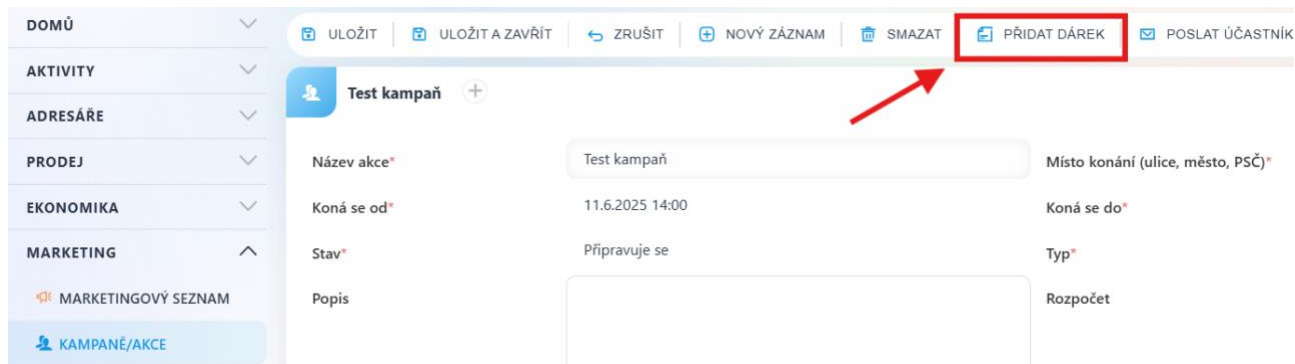 DOMŮ
AKTIVITY
ADRESÁŘE
PRODEJ
EKONOMIKA
MARKETING
MARKETINGOVÝ SEZNAM
KAMPANĚ/AKCE
ULOŽIT ULOŽIT A ZAVŘÍT ZRUŠIT NOVÝ ZÁZNAM SMAZAT PŘIDAT DÁREK POSLAT ÚČASTNÍK
Test kampaň
Název akce* Test kampaň Místo konání (ulice, město, PSČ)*
Koná se od* 11.6.2025 14:00 Koná se do*
Stav* Připravuje se Typ*
Popis Rozpočet